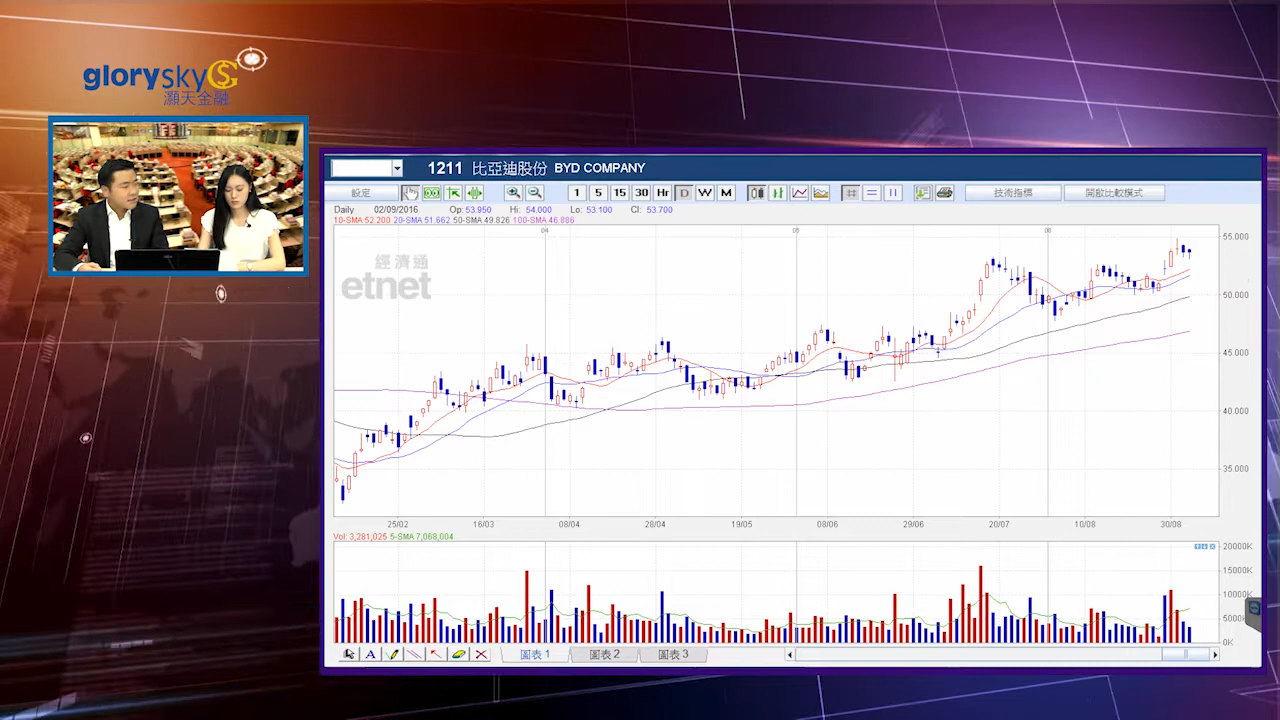 glorysky
灝天金融
1211 比亞迪股份 BYD COMPANY
設定 1 5 15 30 Hr D W M 技術指標 開啟比較模式
Daily 02/09/2016 Op: 53.950 Hi: 54.000 Lo: 53.100 Cl: 53.700
10-SMA 52.200 20-SMA 51.662 50-SMA 49.826 100-SMA 46.886
04 06 08
55.000
經濟通
etnet
50.000
45.000
40.000
35.000
25/02 16/03 08/04 28/04 19/05 08/06 29/06 20/07 10/08 30/08
Vol: 3,281,025 5-SMA 7,068,004
20000K
15000K
10000K
5000K
0K
圖表 1 圖表 2 圖表 3